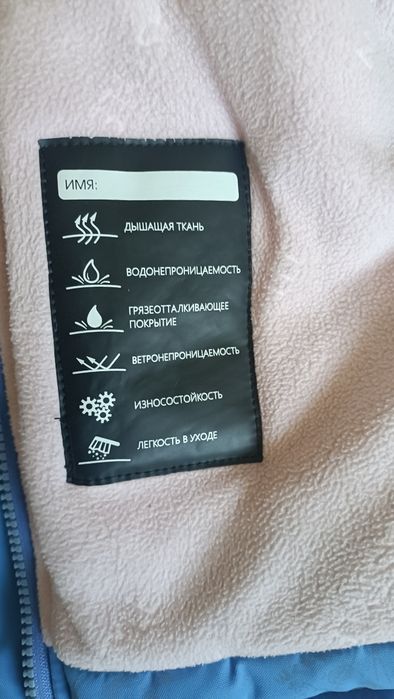 ИМЯ:
ДЫШАЩАЯ ТКАНЬ
ВОДОНЕПРОНИЦАЕМОСТЬ
ГРЯЗЕОТТАЛКИВАЮЩЕЕ
ПОКРЫТИЕ
ВЕТРОНЕПРОНИЦАЕМОСТЬ
ИЗНОСОСТОЙКОСТЬ
ЛЕГКОСТЬ В УХОДЕ